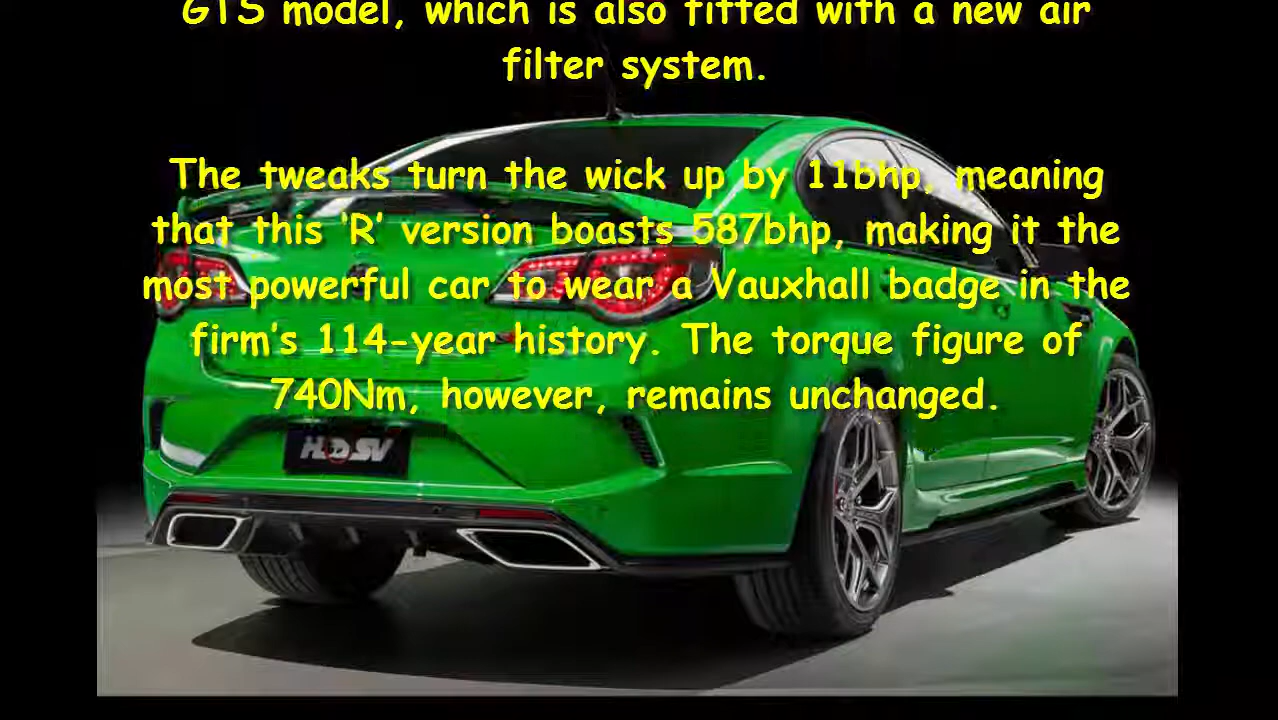 GTS model, which is also fitted with a new air
filter system.
The tweaks turn the wick up by 11bhp, meaning
that this ‘R’ version boasts 587bhp, making it the
most powerful car to wear a Vauxhall badge in the
firm’s 114-year history. The torque figure of
740Nm, however, remains unchanged.
HSV